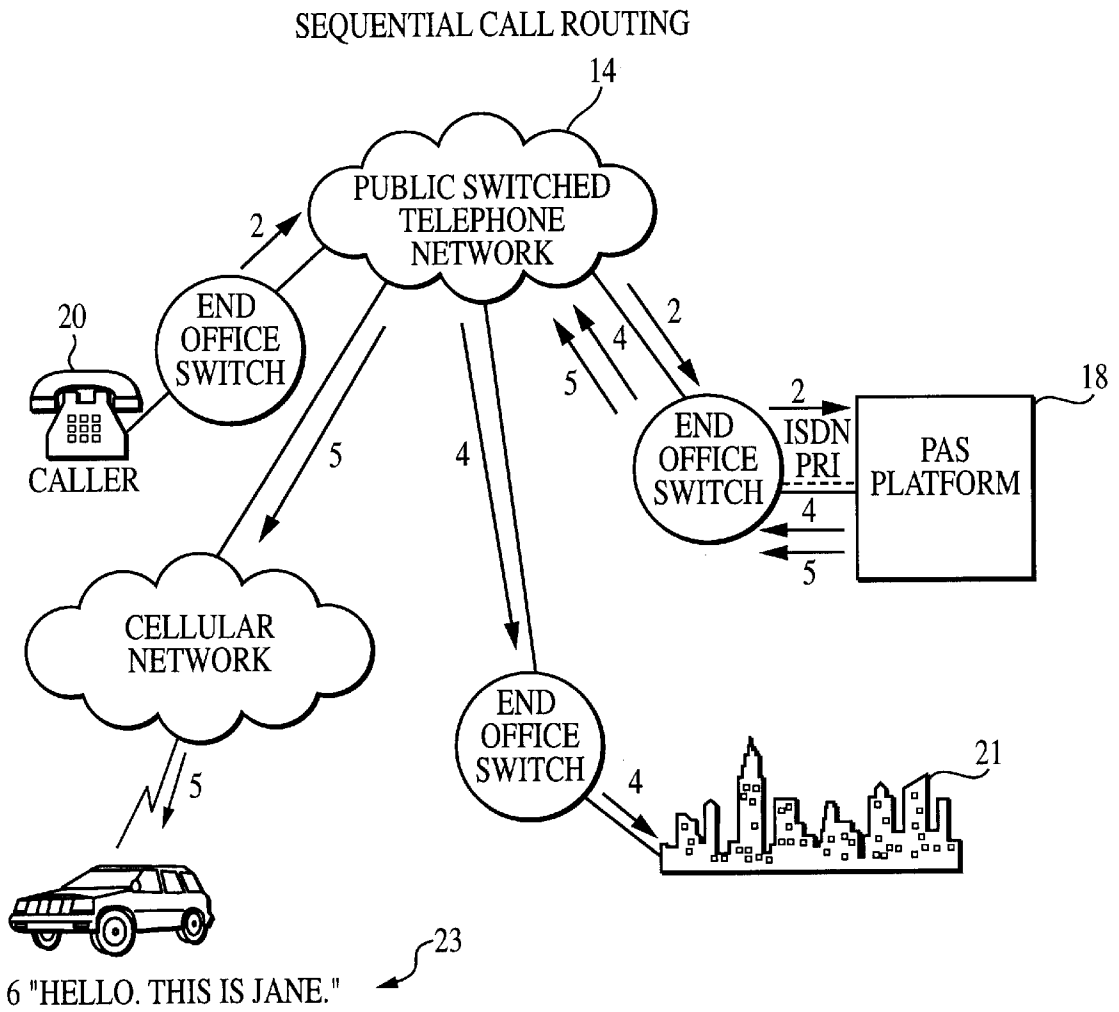 SEQUENTIAL CALL ROUTING
14
PUBLIC SWITCHED
TELEPHONE
NETWORK
2
END
OFFICE
SWITCH
20
CALLER
2
4
5
18
2
ISDN
PRI
END
OFFICE
SWITCH
PAS
PLATFORM
4
5
5
4
CELLULAR
NETWORK
END
OFFICE
SWITCH
5
4
21
23
6 "HELLO. THIS IS JANE."